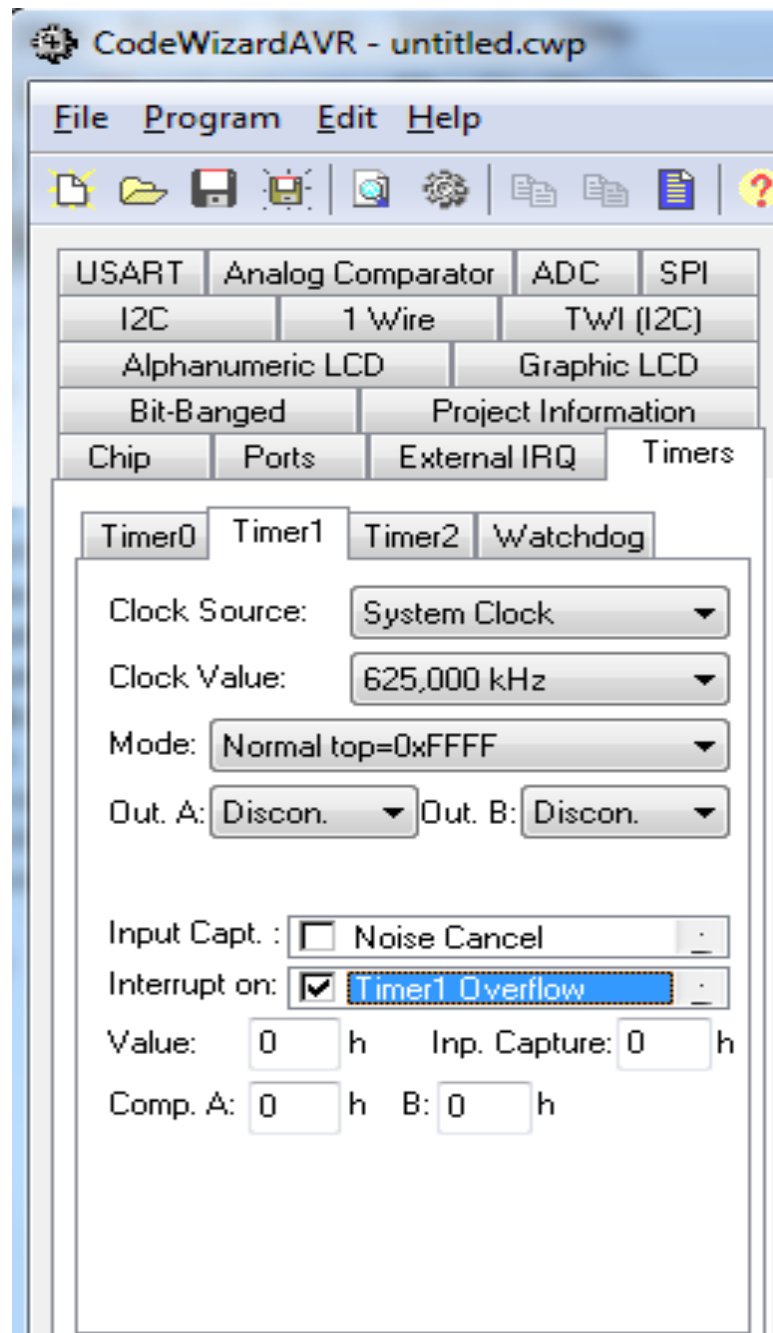 CodeWizardAVR - untitled.cwp
File Program Edit Help
?
USART Analog Comparator ADC SPI
I2C 1 Wire TWI (I2C)
Alphanumeric LCD Graphic LCD
Bit-Banged Project Information
Chip Ports External IRQ Timers
Timer0 Timer1 Timer2 Watchdog
Clock Source: System Clock
Clock Value: 625,000 kHz
Mode: Normal top=0xFFFF
Out. A: Discon. Out. B: Discon.
Input Capt. : Noise Cancel
Interrupt on: Timer1 Overflow
Value: 0 h Inp. Capture: 0 h
Comp. A: 0 h B: 0 h